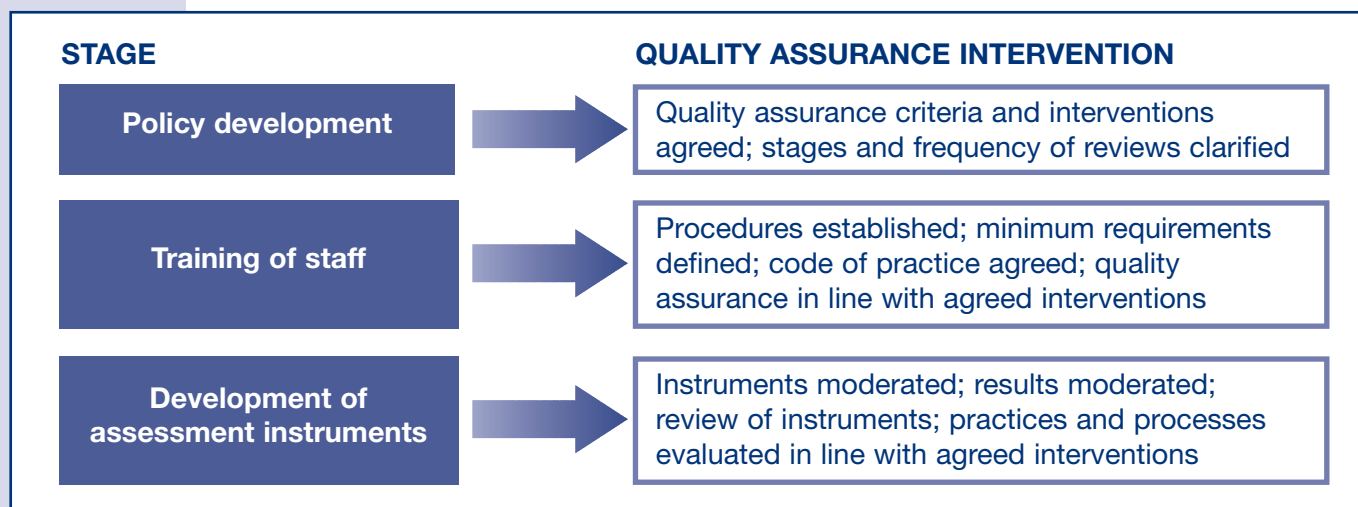 STAGE
QUALITY ASSURANCE INTERVENTION
Policy development
Quality assurance criteria and interventions
agreed; stages and frequency of reviews clarified
Training of staff
Procedures established; minimum requirements
defined; code of practice agreed; quality
assurance in line with agreed interventions
Development of
assessment instruments
Instruments moderated; results moderated;
review of instruments; practices and processes
evaluated in line with agreed interventions